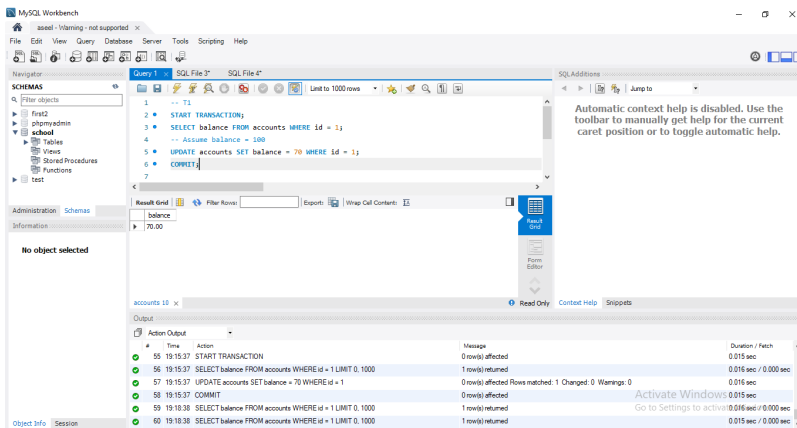 MySQL Workbench
aseel - Warning - not supported
File Edit View Query Database Server Tools Scripting Help
Navigator
SCHEMAS
Filter objects
first2
phpmyadmin
school
Tables
Views
Stored Procedures
Functions
test
Administration Schemas
Information
No object selected
Object Info Session
Query 1 SQL File 3* SQL File 4*
Limit to 1000 rows
1 -- T1
2 START TRANSACTION;
3 SELECT balance FROM accounts WHERE id = 1;
4 -- Assume balance = 100
5 UPDATE accounts SET balance = 70 WHERE id = 1;
6 COMMIT;
7
Result Grid Filter Rows: Export: Wrap Cell Content:
balance
70.00
Result Grid
Form Editor
accounts 10 Read Only
SQLAdditions
Jump to
Automatic context help is disabled. Use the
toolbar to manually get help for the current
caret position or to toggle automatic help.
Context Help Snippets
Output
Action Output
# Time Action Message Duration / Fetch
55 19:15:37 START TRANSACTION 0 row(s) affected 0.015 sec
56 19:15:37 SELECT balance FROM accounts WHERE id = 1 LIMIT 0, 1000 1 row(s) returned 0.016 sec / 0.000 sec
57 19:15:37 UPDATE accounts SET balance = 70 WHERE id = 1 0 row(s) affected Rows matched: 1 Changed: 0 Warnings: 0 0.016 sec
58 19:15:37 COMMIT 0 row(s) affected 0.015 sec
59 19:18:38 SELECT balance FROM accounts WHERE id = 1 LIMIT 0, 1000 1 row(s) returned 0.016 sec / 0.000 sec
60 19:18:38 SELECT balance FROM accounts WHERE id = 1 LIMIT 0, 1000 1 row(s) returned 0.015 sec / 0.000 sec
Activate Windows
Go to Settings to activate